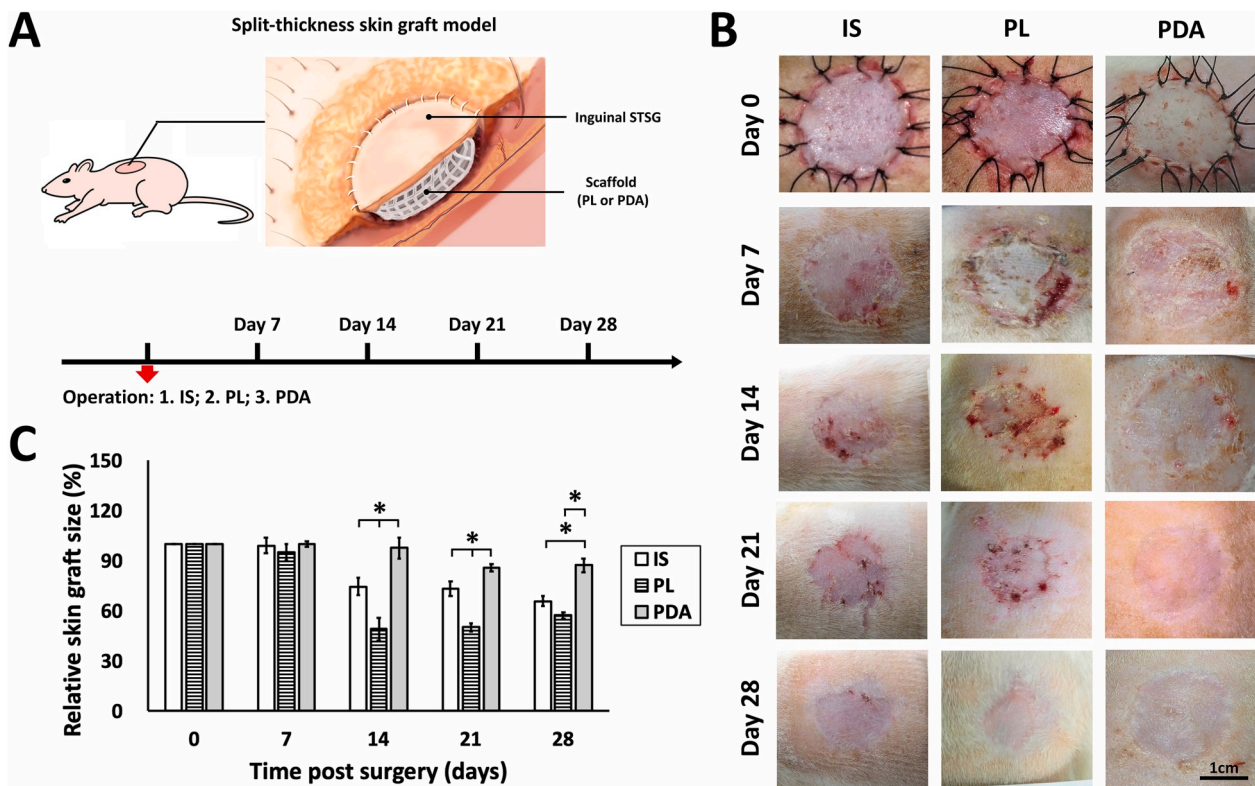 A
Split-thickness skin graft model
Inguinal STSG
Scaffold
(PL or PDA)
Day 7
Day 14
Day 21
Day 28
Operation: 1. IS; 2. PL; 3. PDA
B
IS
PL
PDA
Day 0
Day 7
Day 14
Day 21
Day 28
1cm
C
Relative skin graft size (%)
150
120
90
60
30
0
*
*
*
*
IS
PL
PDA
0
7
14
21
28
Time post surgery (days)